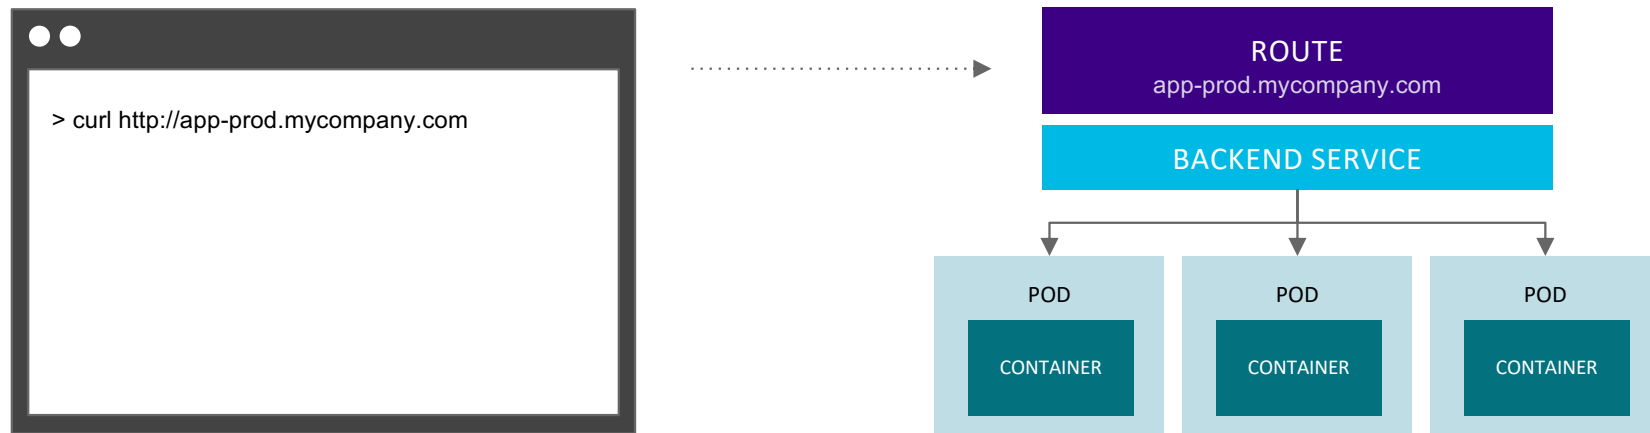 > curl http://app-prod.mycompany.com
ROUTE
app-prod.mycompany.com
BACKEND SERVICE
POD
CONTAINER
POD
CONTAINER
POD
CONTAINER